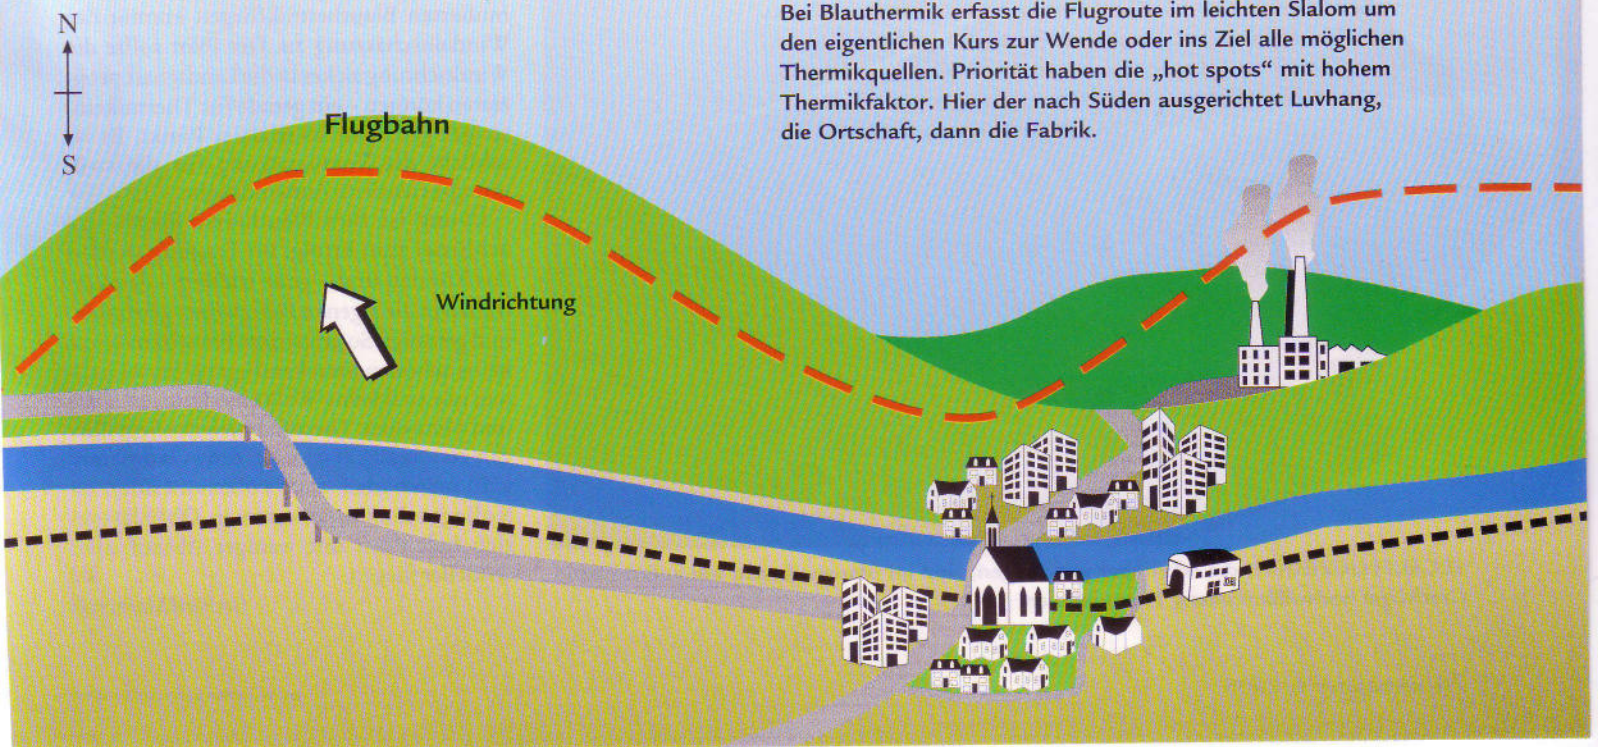 Bei Blauthermik erfasst die Flugroute im leichten Slalom um
den eigentlichen Kurs zur Wende oder ins Ziel alle möglichen
Thermikquellen. Priorität haben die „hot spots“ mit hohem
Thermikfaktor. Hier der nach Süden ausgerichtet Luvhang,
die Ortschaft, dann die Fabrik.
N
S
Flugbahn
Windrichtung